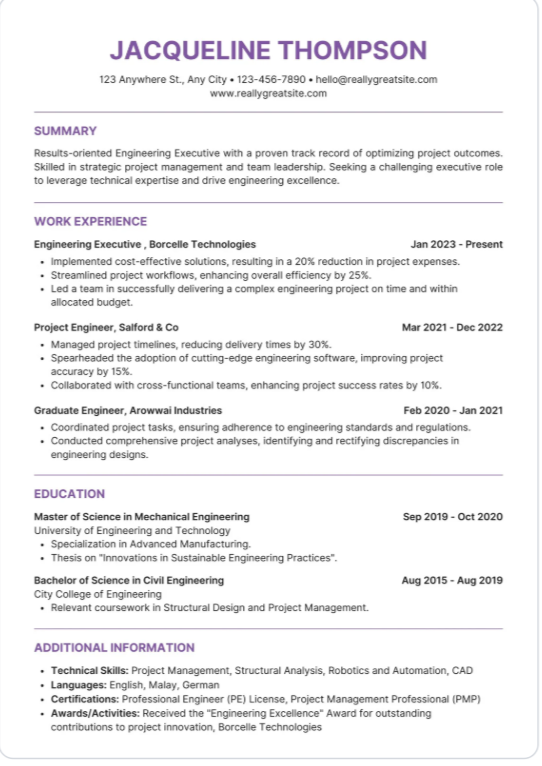 JACQUELINE THOMPSON
123 Anywhere St., Any City • 123-456-7890 • hello@reallygreatsite.com
www.reallygreatsite.com
SUMMARY
Results-oriented Engineering Executive with a proven track record of optimizing project outcomes.
Skilled in strategic project management and team leadership. Seeking a challenging executive role
to leverage technical expertise and drive engineering excellence.
WORK EXPERIENCE
Engineering Executive , Borcelle Technologies Jan 2023 - Present
• Implemented cost-effective solutions, resulting in a 20% reduction in project expenses.
• Streamlined project workflows, enhancing overall efficiency by 25%.
• Led a team in successfully delivering a complex engineering project on time and within
allocated budget.
Project Engineer, Salford & Co Mar 2021 - Dec 2022
• Managed project timelines, reducing delivery times by 30%.
• Spearheaded the adoption of cutting-edge engineering software, improving project
accuracy by 15%.
• Collaborated with cross-functional teams, enhancing project success rates by 10%.
Graduate Engineer, Arowwai Industries Feb 2020 - Jan 2021
• Coordinated project tasks, ensuring adherence to engineering standards and regulations.
• Conducted comprehensive project analyses, identifying and rectifying discrepancies in
engineering designs.
EDUCATION
Master of Science in Mechanical Engineering Sep 2019 - Oct 2020
University of Engineering and Technology
• Specialization in Advanced Manufacturing.
• Thesis on "Innovations in Sustainable Engineering Practices".
Bachelor of Science in Civil Engineering Aug 2015 - Aug 2019
City College of Engineering
• Relevant coursework in Structural Design and Project Management.
ADDITIONAL INFORMATION
• Technical Skills: Project Management, Structural Analysis, Robotics and Automation, CAD
• Languages: English, Malay, German
• Certifications: Professional Engineer (PE) License, Project Management Professional (PMP)
• Awards/Activities: Received the "Engineering Excellence" Award for outstanding
contributions to project innovation, Borcelle Technologies